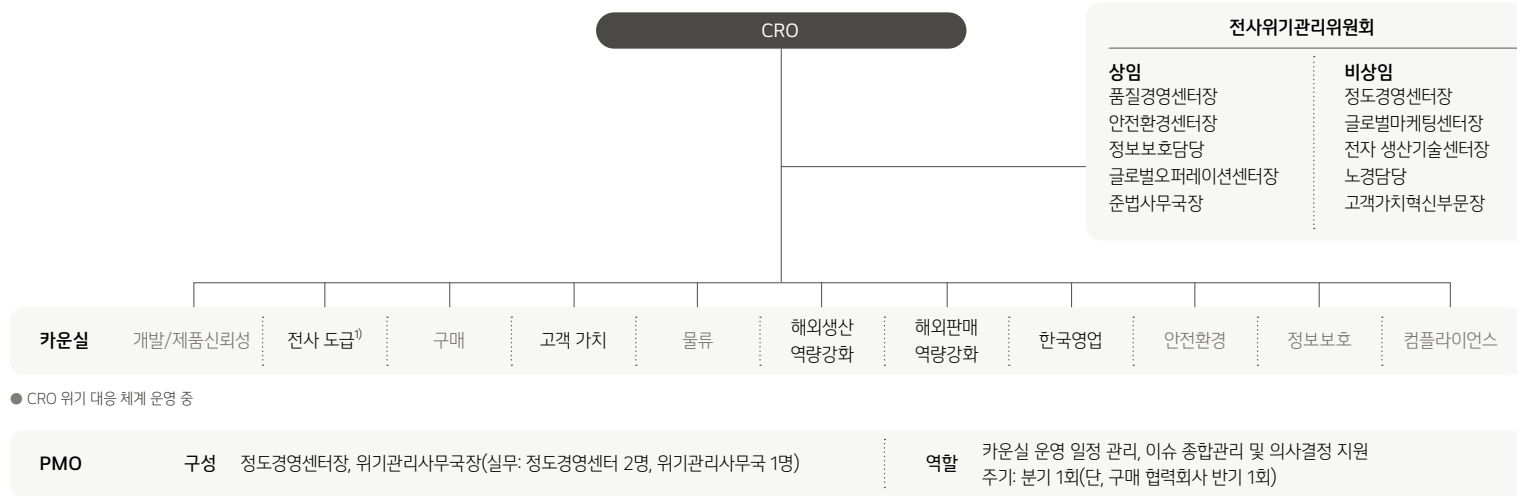 CRO
전사위기관리위원회
상임
품질경영센터장
안전환경센터장
정보보호담당
글로벌오퍼레이션센터장
준법사무국장
비상임
정도경영센터장
글로벌마케팅센터장
전자 생산기술센터장
노경담당
고객가치혁신부문장
카운실
개발/제품신뢰성
전사 도급1)
구매
고객 가치
물류
해외생산
역량강화
해외판매
역량강화
한국영업
안전환경
정보보호
컴플라이언스
● CRO 위기 대응 체계 운영 중
PMO
구성 정도경영센터장, 위기관리사무국장(실무: 정도경영센터 2명, 위기관리사무국 1명)
역할
카운실 운영 일정 관리, 이슈 종합관리 및 의사결정 지원
주기: 분기 1회(단, 구매 협력회사 반기 1회)